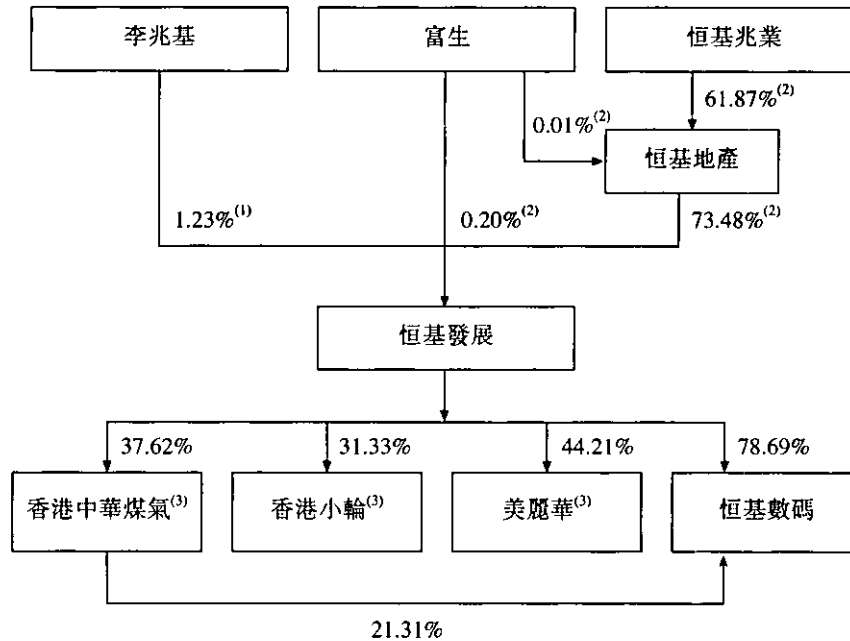 李兆基 富生 恒基兆業
61.87%(2)
0.01%(2)
恒基地產
1.23%(1) 0.20%(2) 73.48%(2)
恒基發展
37.62% 31.33% 44.21% 78.69%
香港中華煤氣(3) 香港小輪(3) 美麗華(3) 恒基數碼
21.31%